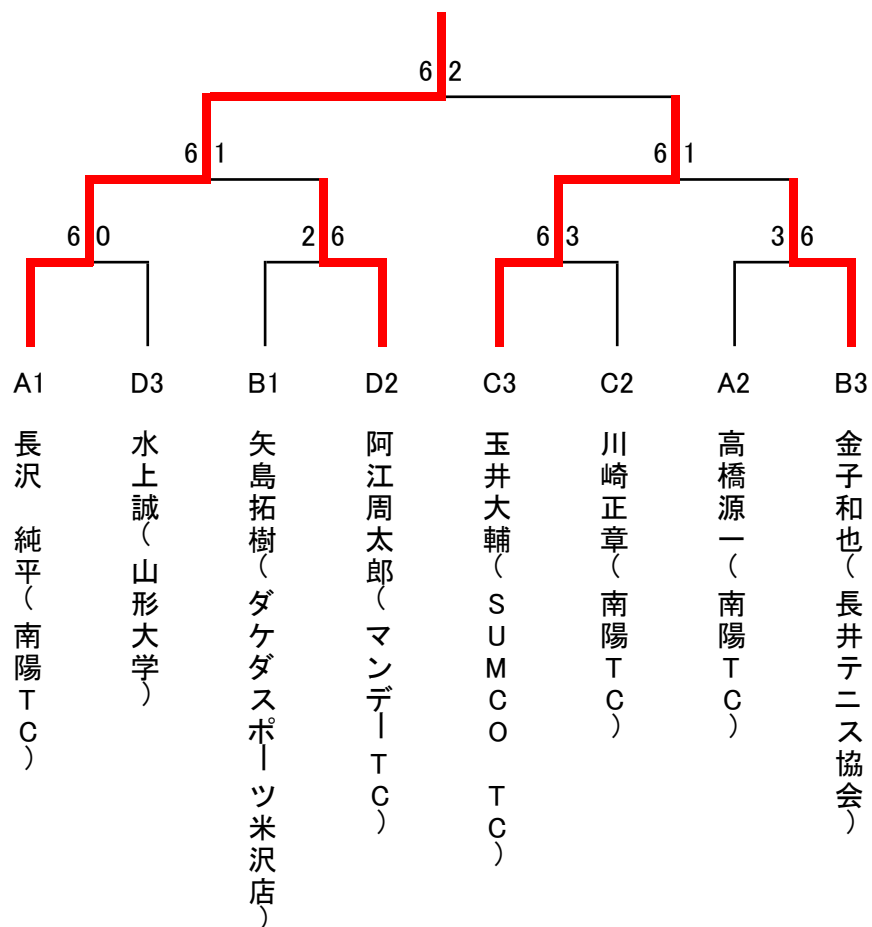 6 2
6 1
6 1
6 0
2 6
6 3
3 6
A1
D3
B1
D2
C3
C2
A2
B3
長沢　純平(南陽TC)
水上誠(山形大学)
矢島拓樹(ダケダスポーツ米沢店)
阿江周太郎(マンデーTC)
玉井大輔(SUMCO　TC)
川崎正章(南陽TC)
高橋源一(南陽TC)
金子和也(長井テニス協会)